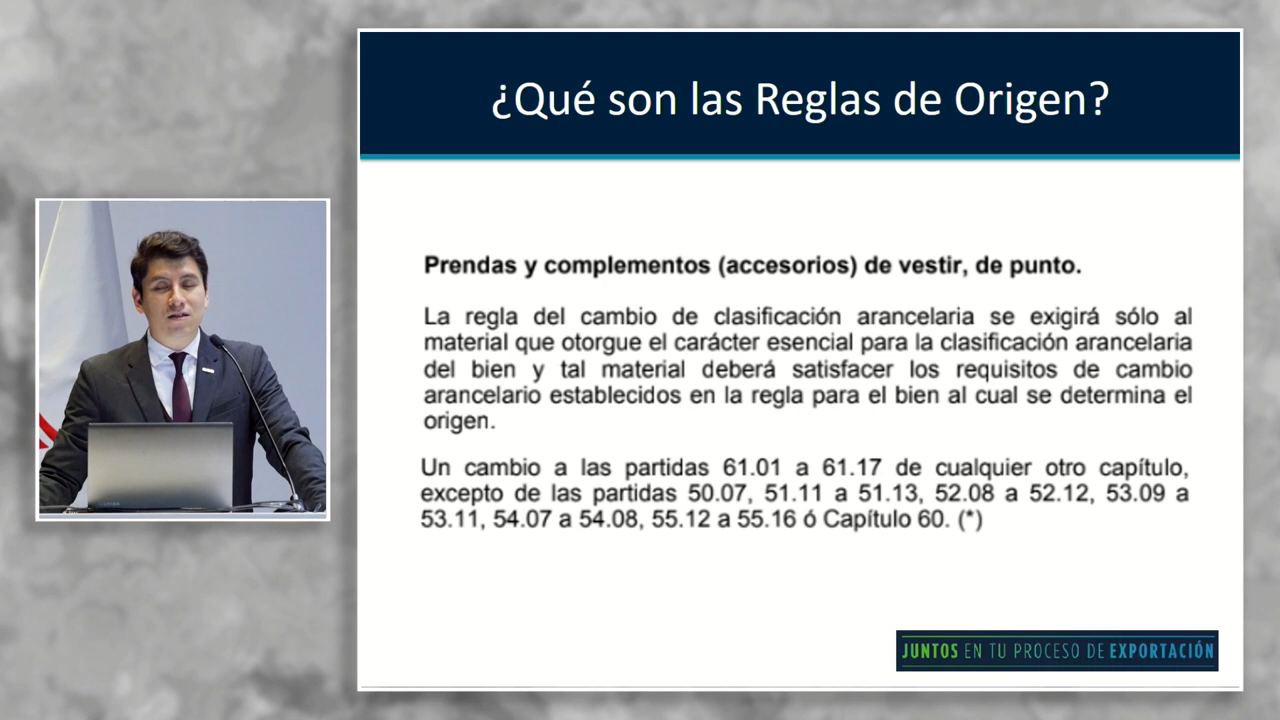 ¿Qué son las Reglas de Origen?
Prendas y complementos (accesorios) de vestir, de punto.
La regla del cambio de clasificación arancelaria se exigirá sólo al
material que otorgue el carácter esencial para la clasificación arancelaria
del bien y tal material deberá satisfacer los requisitos de cambio
arancelario establecidos en la regla para el bien al cual se determina el
origen.
Un cambio a las partidas 61.01 a 61.17 de cualquier otro capítulo,
excepto de las partidas 50.07, 51.11 a 51.13, 52.08 a 52.12, 53.09 a
53.11, 54.07 a 54.08, 55.12 a 55.16 ó Capítulo 60. (*)
JUNTOS EN TU PROCESO DE EXPORTACIÓN